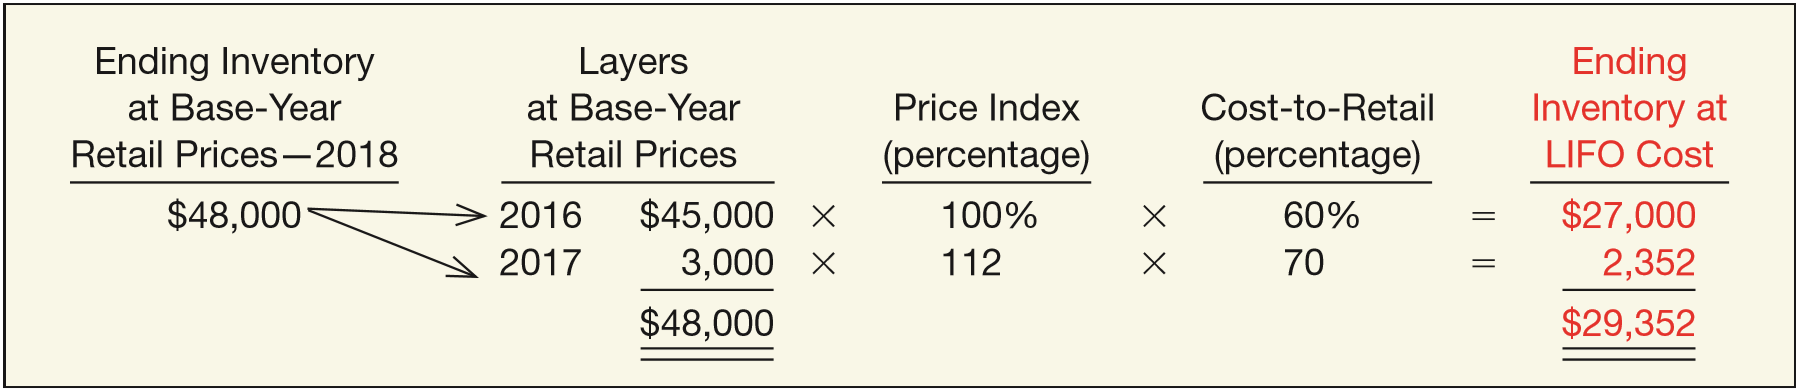 Ending Inventory at Base-Year Retail Prices—2018
Layers at Base-Year Retail Prices
Price Index (percentage)
Cost-to-Retail (percentage)
Ending Inventory at LIFO Cost
$48,000 2016 $45,000 × 100% × 60% = $27,000
2017 3,000 × 112 × 70 = 2,352
$48,000 $29,352